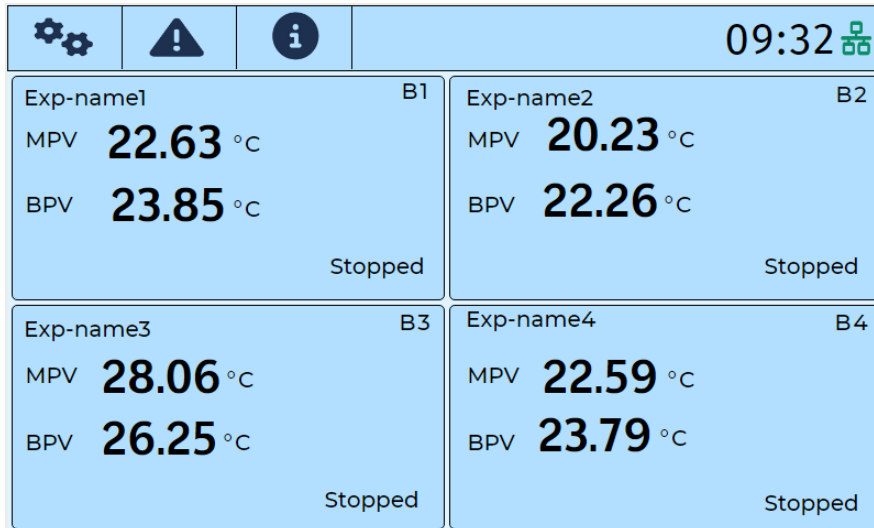 09:32
Exp-name1 B1
MPV 22.63 °C
BPV 23.85 °C
Stopped
Exp-name2 B2
MPV 20.23 °C
BPV 22.26 °C
Stopped
Exp-name3 B3
MPV 28.06 °C
BPV 26.25 °C
Stopped
Exp-name4 B4
MPV 22.59 °C
BPV 23.79 °C
Stopped